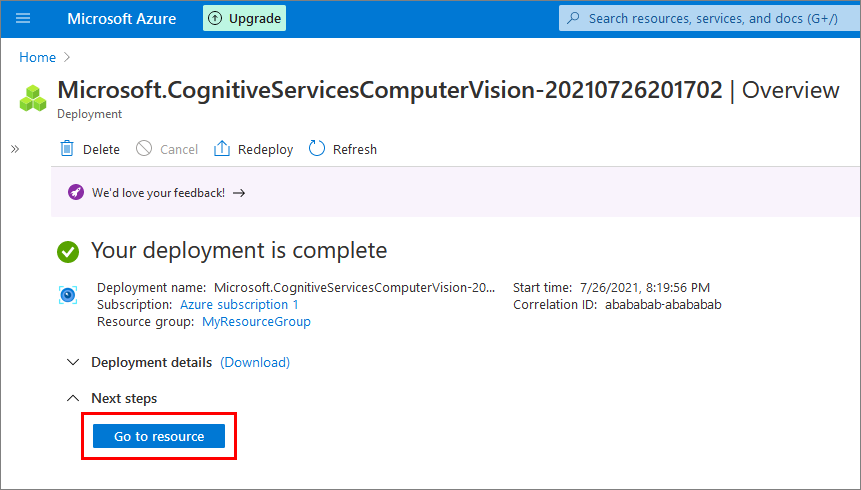 Microsoft Azure Upgrade Search resources, services, and docs (G+/)
Home
Microsoft.CognitiveServicesComputerVision-20210726201702 | Overview
Deployment
Delete Cancel Redeploy Refresh
We'd love your feedback!
Your deployment is complete
Deployment name: Microsoft.CognitiveServicesComputerVision-20... Start time: 7/26/2021, 8:19:56 PM
Subscription: Azure subscription 1 Correlation ID: abababab-abababab
Resource group: MyResourceGroup
Deployment details (Download)
Next steps
Go to resource